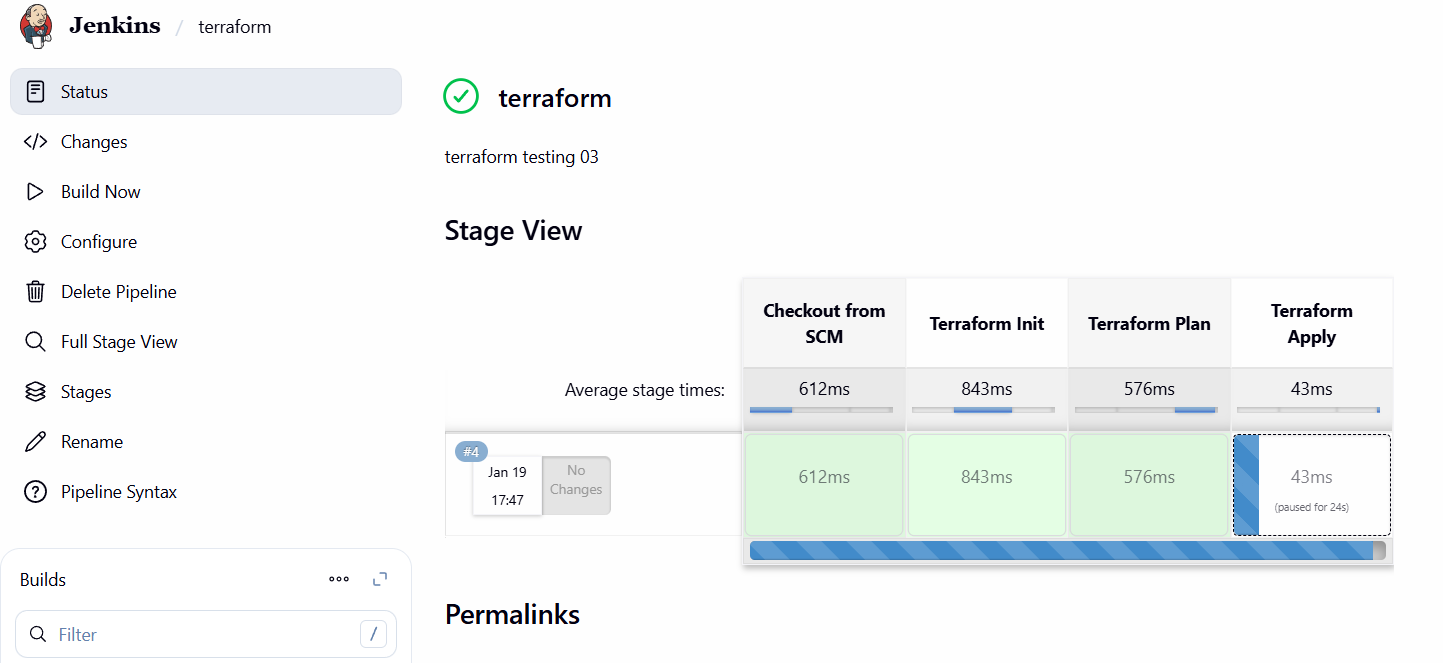 Jenkins / terraform
Status
Changes
Build Now
Configure
Delete Pipeline
Full Stage View
Stages
Rename
Pipeline Syntax
Builds
Filter
/
terraform
terraform testing 03
Stage View
Checkout from
SCM
Terraform Init
Terraform Plan
Terraform
Apply
Average stage times:
612ms
843ms
576ms
43ms
#4
Jan 19
17:47
No
Changes
612ms
843ms
576ms
43ms
(paused for 24s)
Permalinks